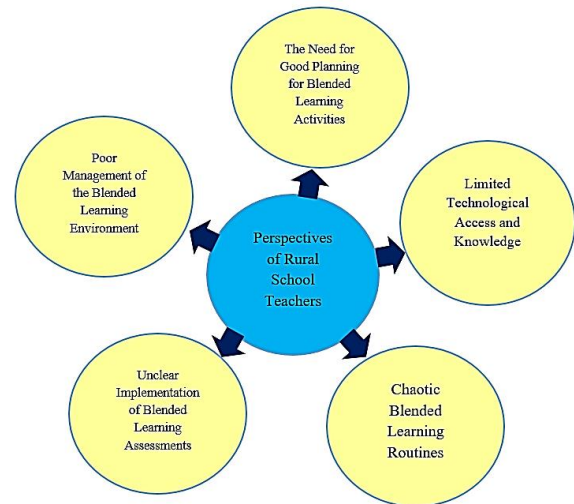 The Need for
Good Planning
for Blended
Learning
Activities
Poor
Management of
the Blended
Learning
Environment
Limited
Technological
Access and
Knowledge
Perspectives
of Rural
School
Teachers
Unclear
Implementation
of Blended
Learning
Assessments
Chaotic
Blended
Learning
Routines